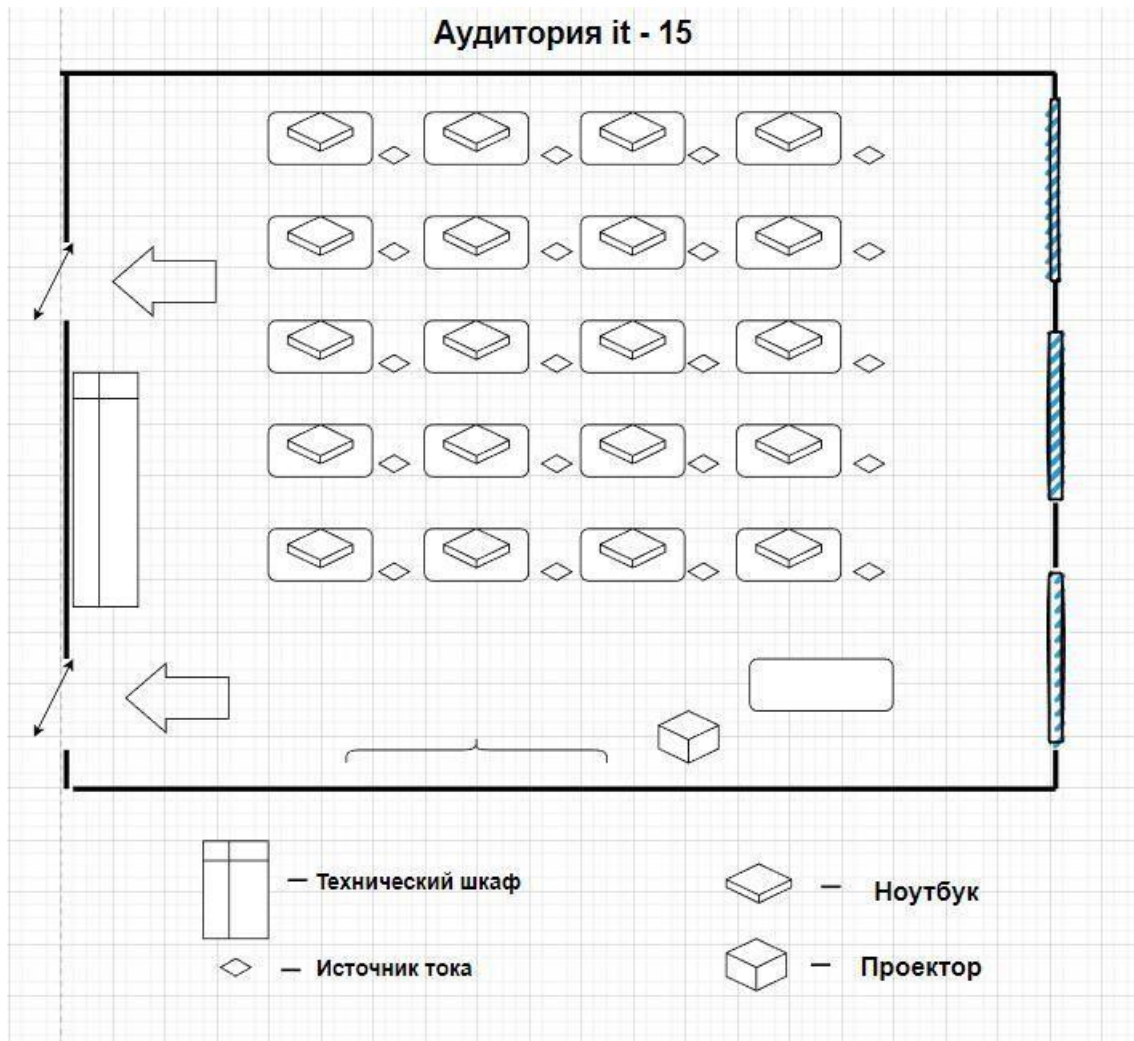 Аудитория it - 15
— Технический шкаф
— Ноутбук
— Источник тока
— Проектор